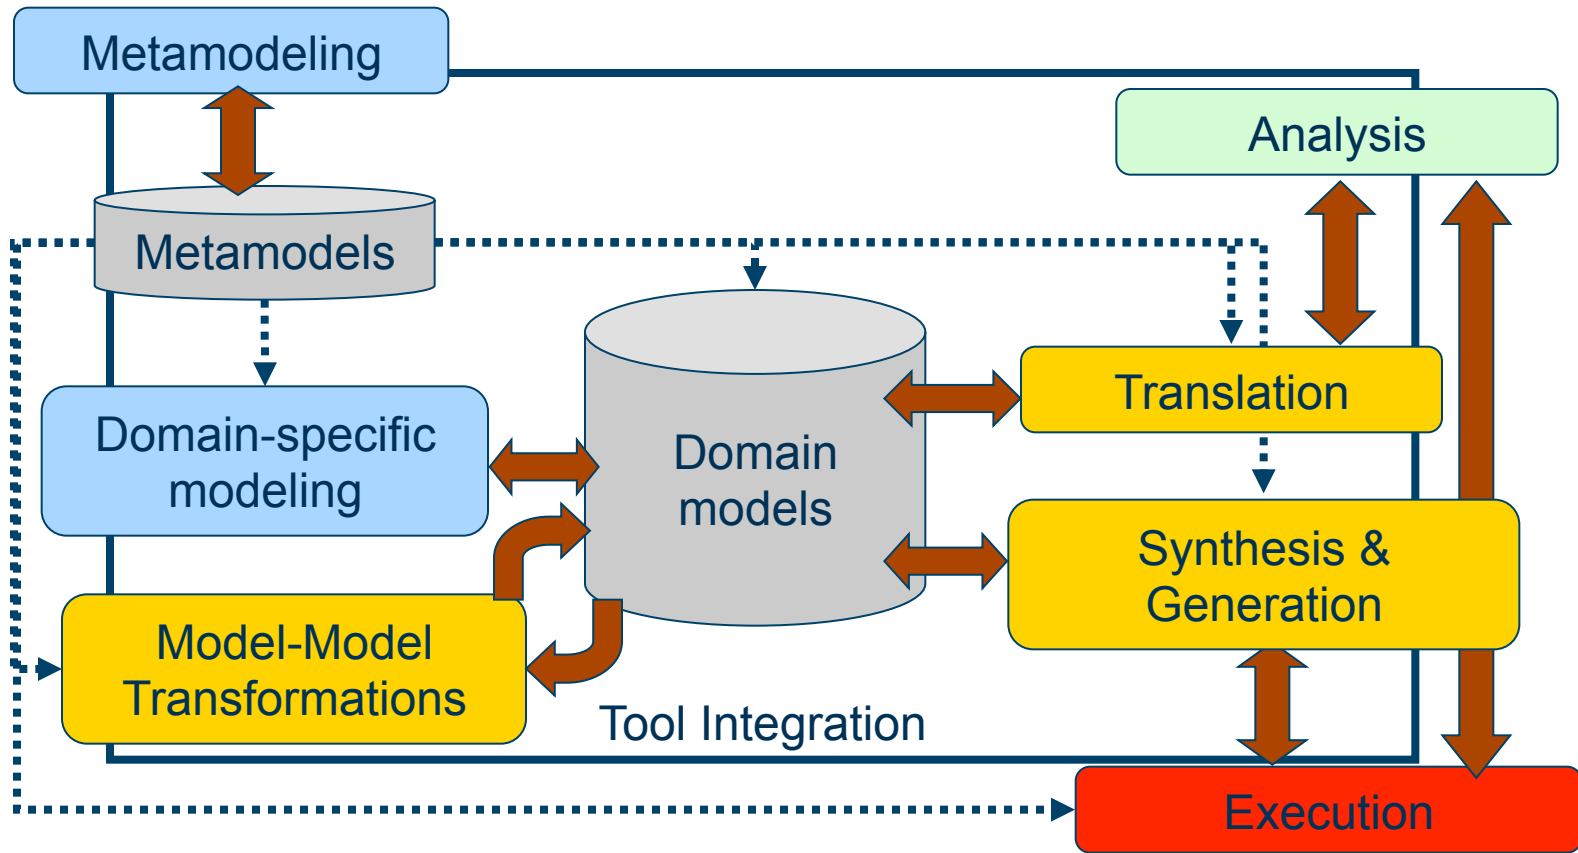 Metamodeling
Analysis
Metamodels
Translation
Domain-specific
modeling
Domain
models
Synthesis &
Generation
Model-Model
Transformations
Tool Integration
Execution